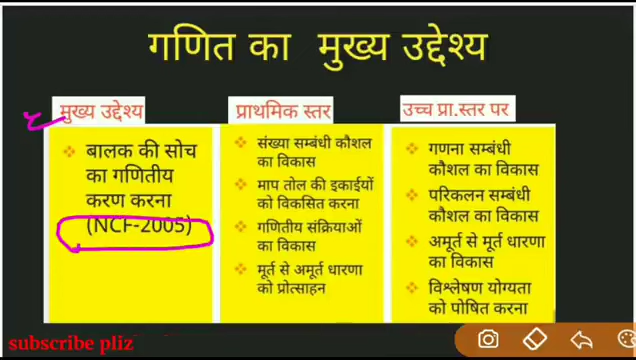 गणित का मुख्य उद्देश्य
मुख्य उद्देश्य
बालक की सोच
का गणितीय
करण करना
(NCF-2005)
प्राथमिक स्तर
संख्या सम्बंधी कौशल
का विकास
माप तोल की इकाईयों
को विकसित करना
गणितीय संक्रियाओं
का विकास
मूर्त से अमूर्त धारणा
को प्रोत्साहन
उच्च प्रा.स्तर पर
गणना सम्बंधी
कौशल का विकास
परिकलन सम्बंधी
कौशल का विकास
अमूर्त से मूर्त धारणा
का विकास
विश्लेषण योग्यता
को पोषित करना
subscribe pliz